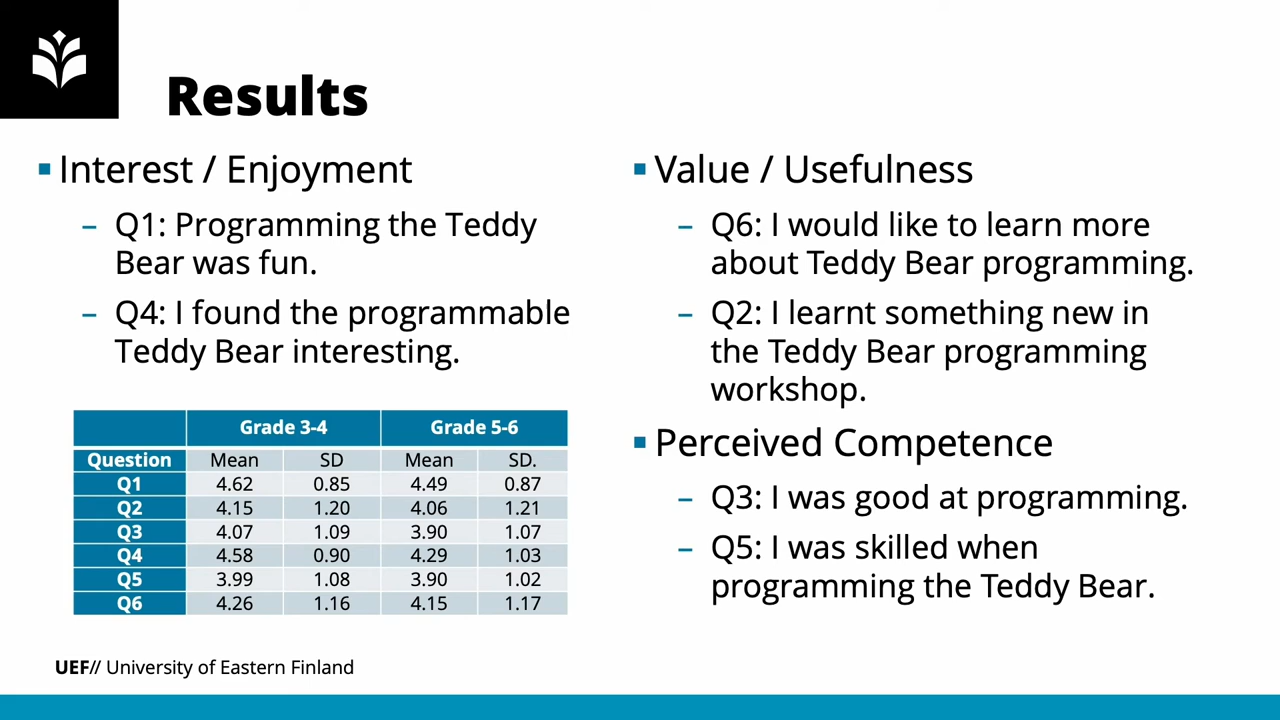 Results
Interest / Enjoyment
– Q1: Programming the Teddy
Bear was fun.
– Q4: I found the programmable
Teddy Bear interesting.
Grade 3-4 Grade 5-6
Question Mean SD Mean SD.
Q1 4.62 0.85 4.49 0.87
Q2 4.15 1.20 4.06 1.21
Q3 4.07 1.09 3.90 1.07
Q4 4.58 0.90 4.29 1.03
Q5 3.99 1.08 3.90 1.02
Q6 4.26 1.16 4.15 1.17
Value / Usefulness
– Q6: I would like to learn more
about Teddy Bear programming.
– Q2: I learnt something new in
the Teddy Bear programming
workshop.
Perceived Competence
– Q3: I was good at programming.
– Q5: I was skilled when
programming the Teddy Bear.
UEF// University of Eastern Finland